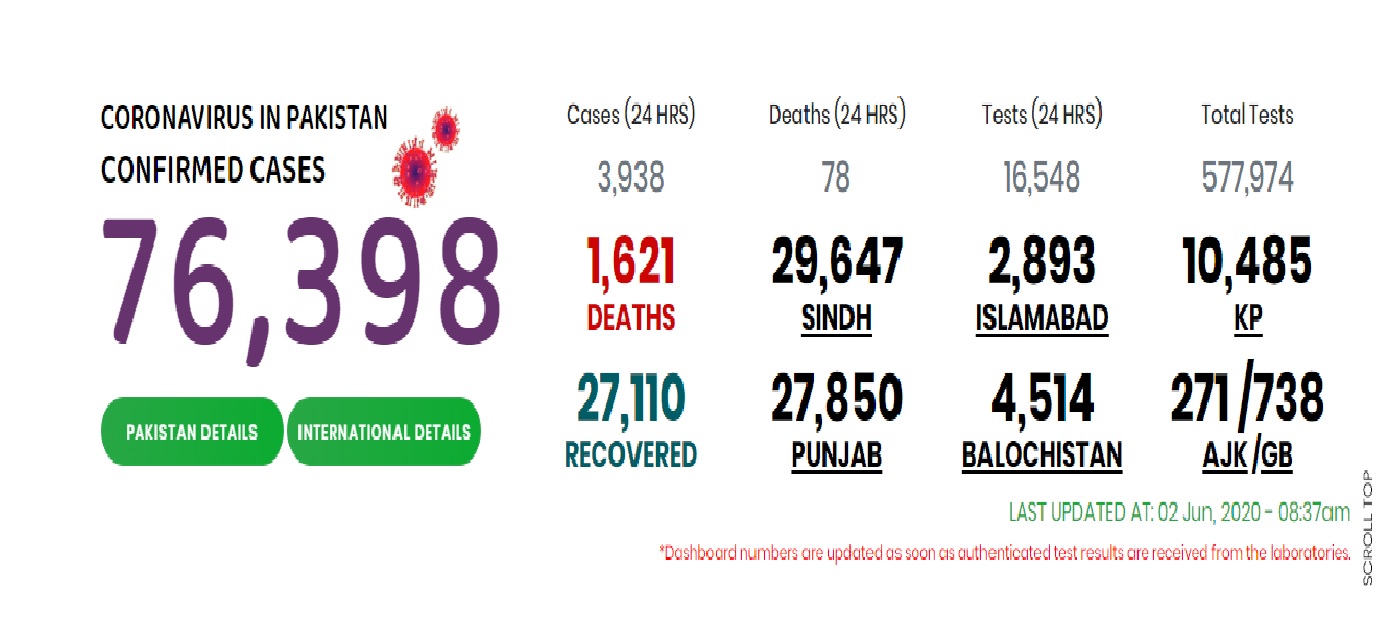 CORONAVIRUS IN PAKISTAN
CONFIRMED CASES
76,398
PAKISTAN DETAILS INTERNATIONAL DETAILS
Cases (24 HRS) Deaths (24 HRS) Tests (24 HRS) Total Tests
3,938 78 16,548 577,974
1,621 29,647 2,893 10,485
DEATHS SINDH ISLAMABAD KP
27,110 27,850 4,514 271 /738
RECOVERED PUNJAB BALOCHISTAN AJK /GB
LAST UPDATED AT: 02 Jun, 2020 - 08:37am
*Dashboard numbers are updated as soon as authenticated test results are received from the laboratories.
SCROLL TOP